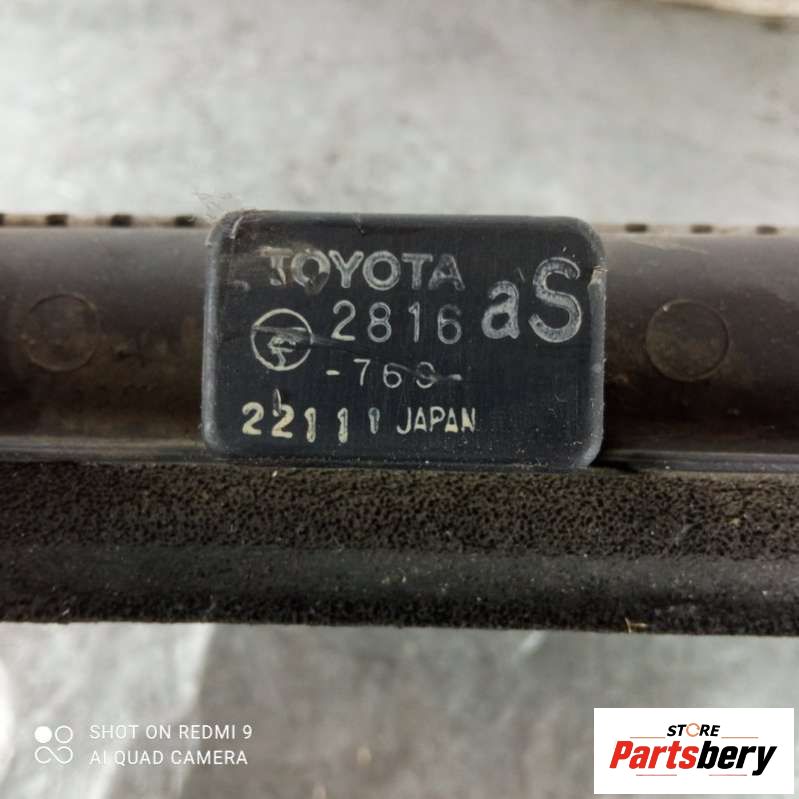 TOYOTA
2816 aS
-769-
22111 JAPAN
SHOT ON REDMI 9
AI QUAD CAMERA
STORE
Partsbery